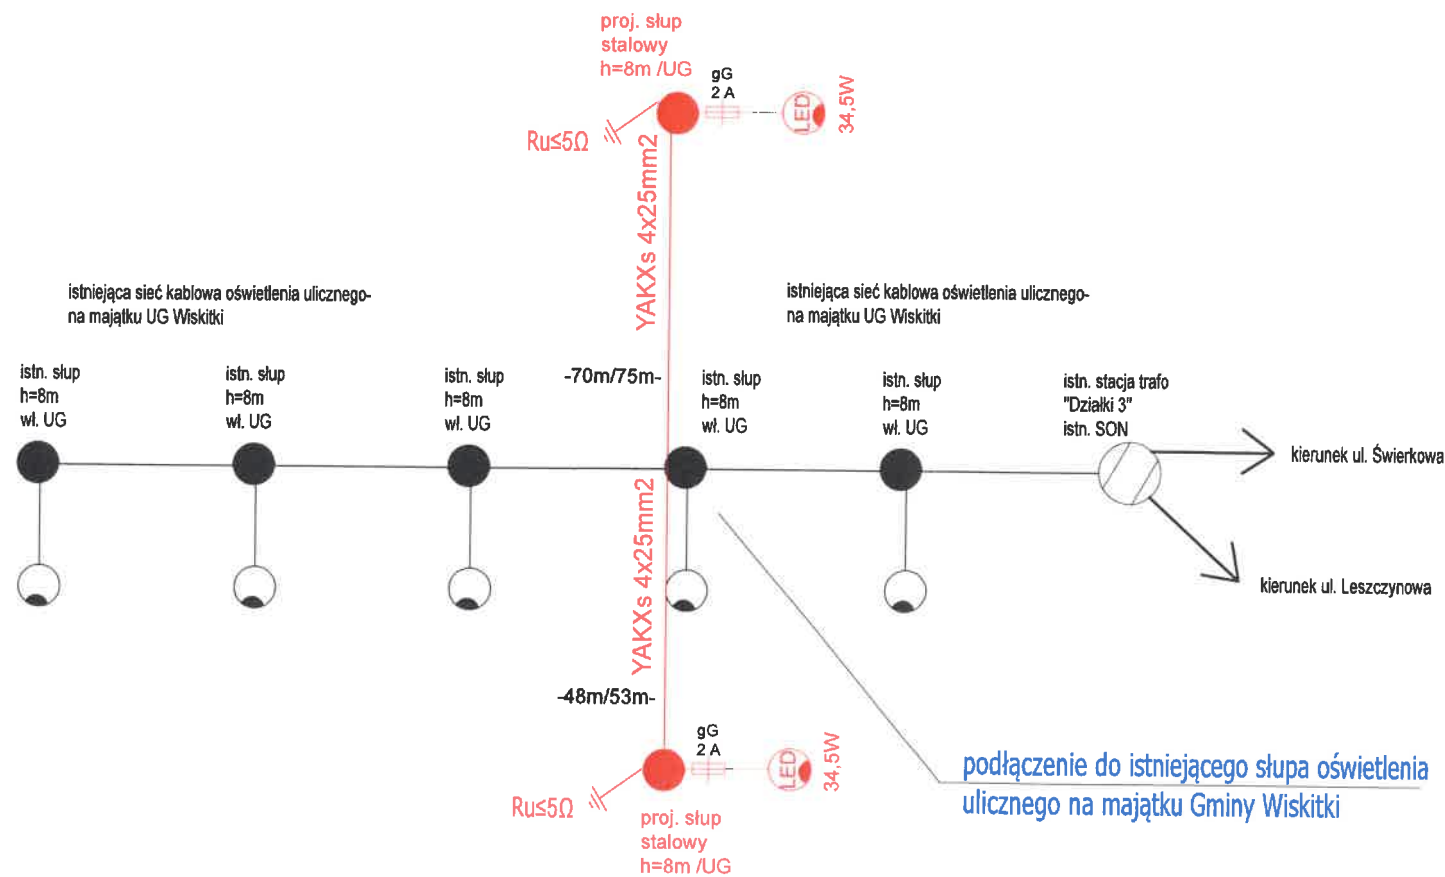 proj. słup
stalowy
h=8m /UG
gG
2 A
LED
34,5W
Ru≤5Ω
YAKXs 4x25mm2
istniejąca sieć kablowa oświetlenia ulicznego-
na majątku UG Wiskitki
istniejąca sieć kablowa oświetlenia ulicznego-
na majątku UG Wiskitki
istn. słup
h=8m
wł. UG
istn. słup
h=8m
wł. UG
istn. słup
h=8m
wł. UG
-70m/75m-
istn. słup
h=8m
wł. UG
istn. słup
h=8m
wł. UG
istn. stacja trafo
"Działki 3"
istn. SON
kierunek ul. Świerkowa
kierunek ul. Leszczynowa
YAKXs 4x25mm2
-48m/53m-
gG
2 A
LED
34,5W
Ru≤5Ω
proj. słup
stalowy
h=8m /UG
podłączenie do istniejącego słupa oświetlenia
ulicznego na majątku Gminy Wiskitki